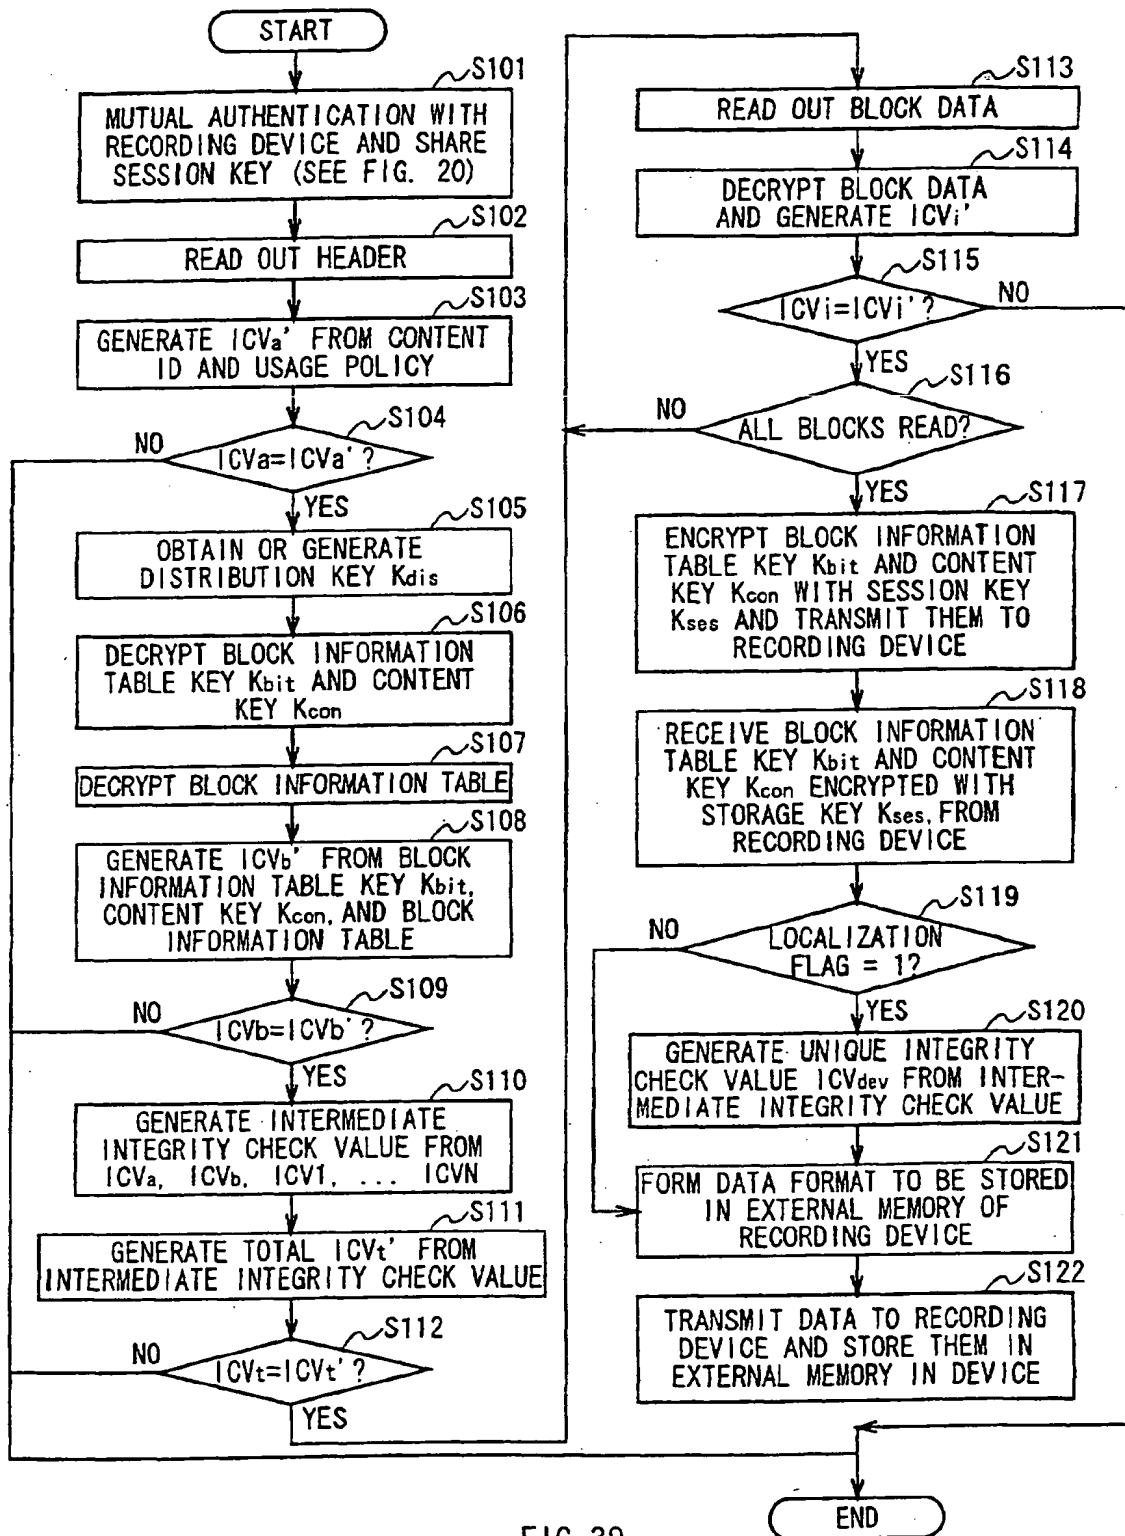 START
S101
MUTUAL AUTHENTICATION WITH
RECORDING DEVICE AND SHARE
SESSION KEY (SEE FIG. 20)
S102
READ OUT HEADER
S103
GENERATE ICVa' FROM CONTENT
ID AND USAGE POLICY
S104
NO
ICVa=ICVa'?
YES
S105
OBTAIN OR GENERATE
DISTRIBUTION KEY Kdis
S106
DECRYPT BLOCK INFORMATION
TABLE KEY Kbit AND CONTENT
KEY Kcon
S107
DECRYPT BLOCK INFORMATION TABLE
S108
GENERATE ICVb' FROM BLOCK
INFORMATION TABLE KEY Kbit,
CONTENT KEY Kcon, AND BLOCK
INFORMATION TABLE
S109
NO
ICVb=ICVb'?
YES
S110
GENERATE INTERMEDIATE
INTEGRITY CHECK VALUE FROM
ICVa, ICVb, ICV1, ... ICVN
S111
GENERATE TOTAL ICVt' FROM
INTERMEDIATE INTEGRITY CHECK VALUE
S112
NO
ICVt=ICVt'?
YES
S113
READ OUT BLOCK DATA
S114
DECRYPT BLOCK DATA
AND GENERATE ICVi'
S115
ICVi=ICVi'?
NO
YES
S116
NO
ALL BLOCKS READ?
YES
S117
ENCRYPT BLOCK INFORMATION
TABLE KEY Kbit AND CONTENT
KEY Kcon WITH SESSION KEY
Kses AND TRANSMIT THEM TO
RECORDING DEVICE
S118
RECEIVE BLOCK INFORMATION
TABLE KEY Kbit AND CONTENT
KEY Kcon ENCRYPTED WITH
STORAGE KEY Kses, FROM
RECORDING DEVICE
S119
NO
LOCALIZATION
FLAG = 1?
YES
S120
GENERATE UNIQUE INTEGRITY
CHECK VALUE ICVdev FROM INTER-
MEDIATE INTEGRITY CHECK VALUE
S121
FORM DATA FORMAT TO BE STORED
IN EXTERNAL MEMORY OF
RECORDING DEVICE
S122
TRANSMIT DATA TO RECORDING
DEVICE AND STORE THEM IN
EXTERNAL MEMORY IN DEVICE
END
FIG. 39